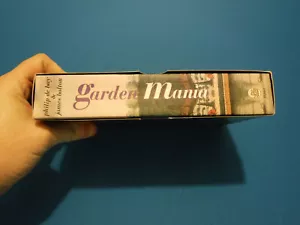 philip de bay
&
james bolton
garden mania